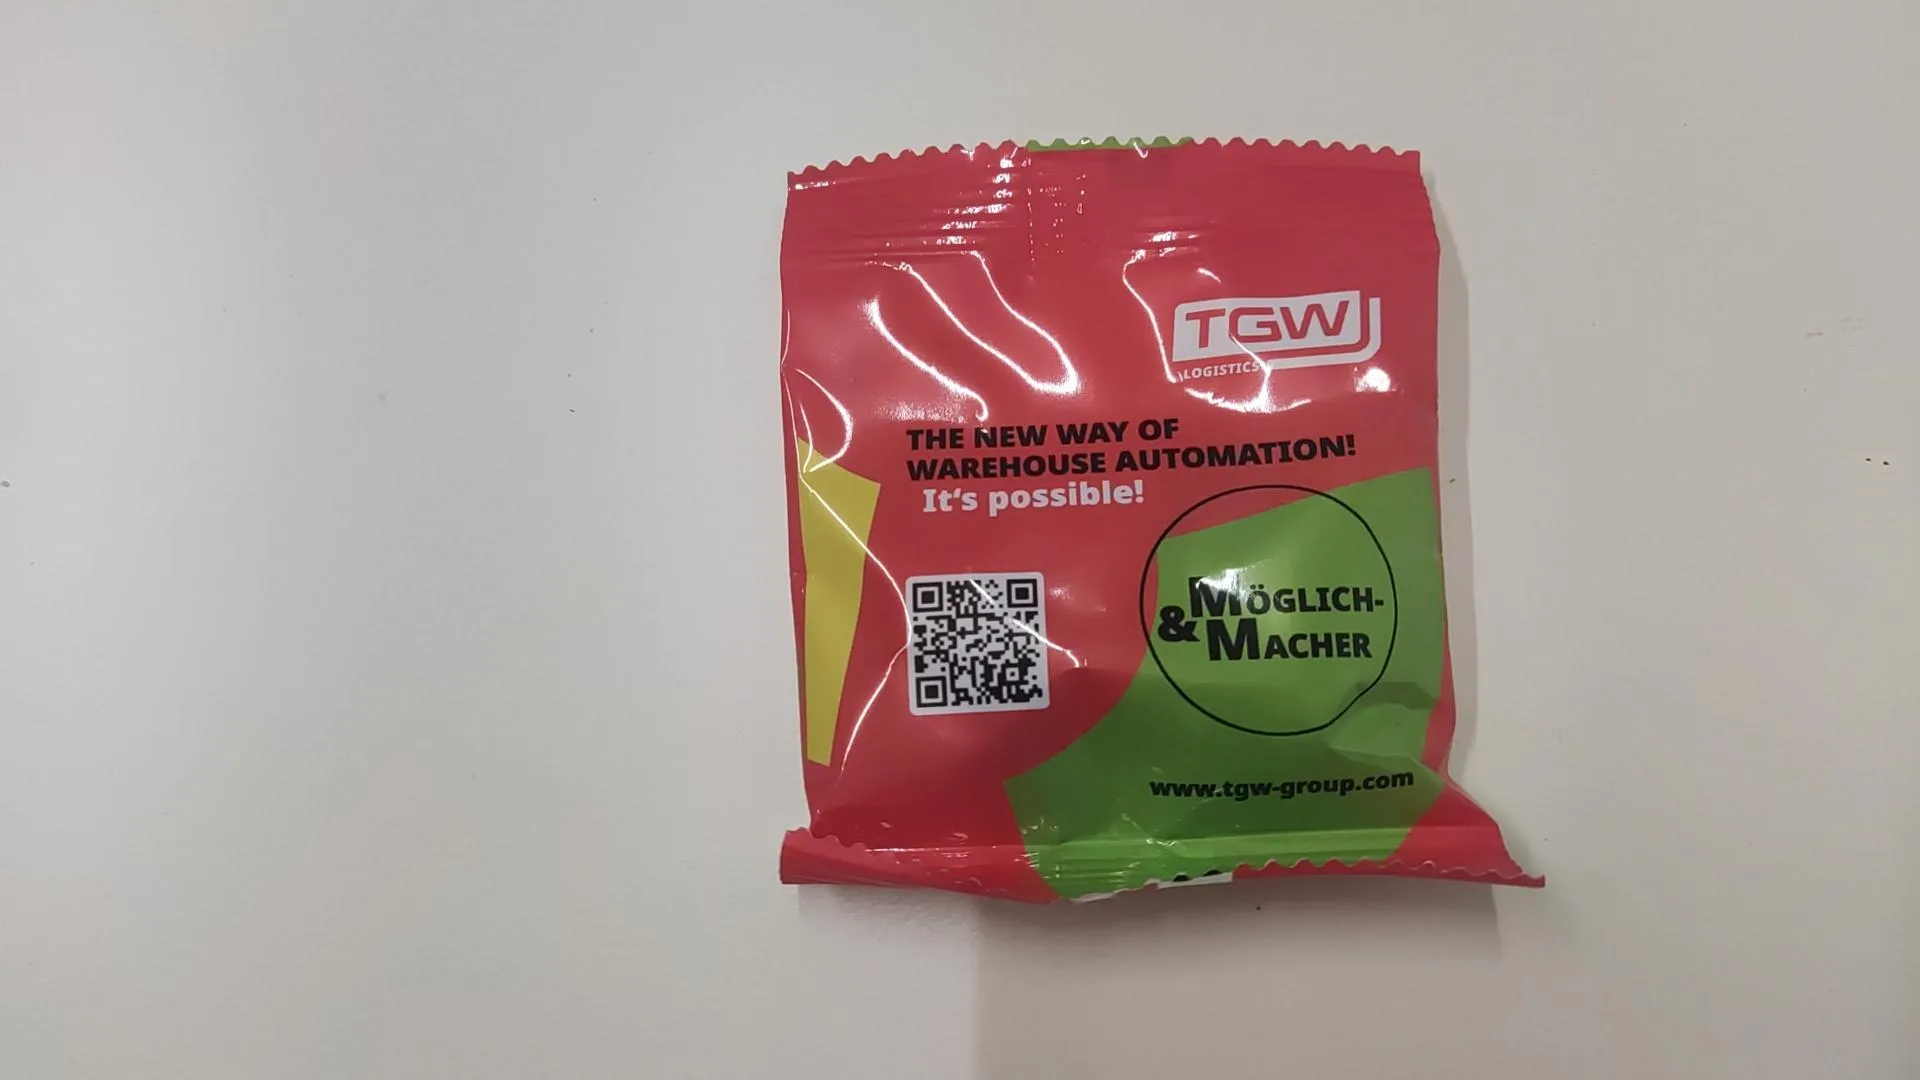 TGW
LOGISTICS
THE NEW WAY OF
WAREHOUSE AUTOMATION!
It‘s possible!
MÖGLICH-
& MACHER
www.tgw-group.com